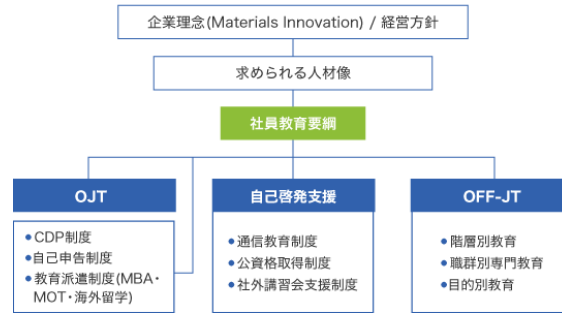 企業理念(Materials Innovation) / 経営方針
求められる人材像
社員教育要綱
OJT
●CDP制度
●自己申告制度
●教育派遣制度(MBA・
MOT・海外留学)
自己啓発支援
●通信教育制度
●公資格取得制度
●社外講習会支援制度
OFF-JT
●階層別教育
●職群別専門教育
●目的別教育